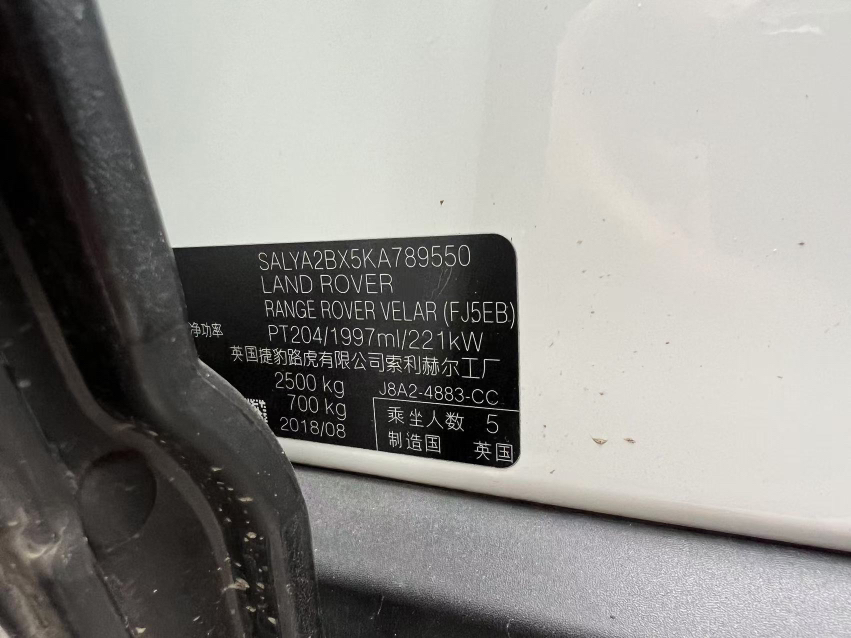 SALYA2BX5KA789550
LAND ROVER
RANGE ROVER VELAR (FJ5EB)
净功率 PT204/1997ml/221kW
英国捷豹路虎有限公司索利赫尔工厂
2500 kg J8A2-4883-CC
700 kg 乘坐人数 5
2018/08 制造国 英国